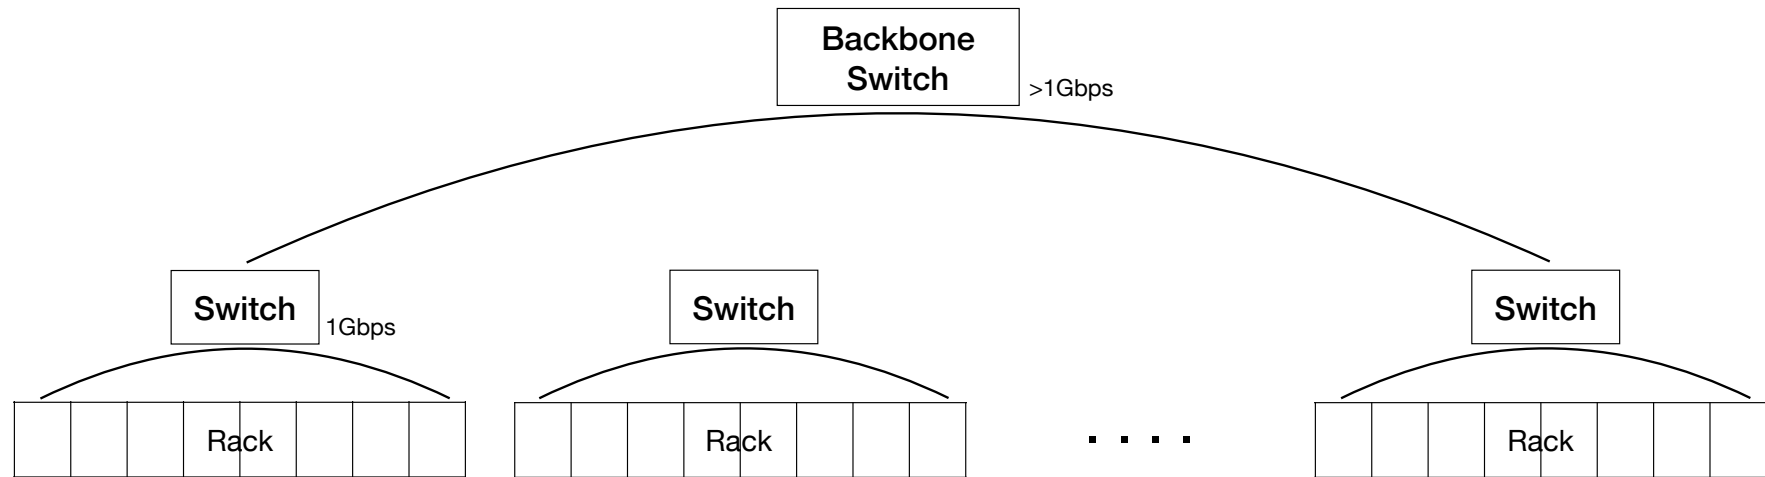 Backbone
Switch
>1Gbps
Switch
1Gbps
Switch
Switch
Rack
Rack
. . . .
Rack